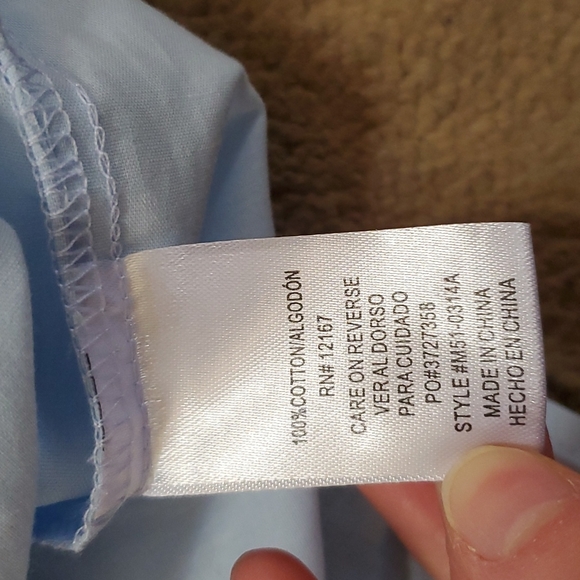 100%COTTON/ALGODÓN
RN# 12167
CARE ON REVERSE
VER AL DORSO
PARA CUIDADO
PO#3727358
STYLE #M51-0314A
MADE IN CHINA
HECHO EN CHINA